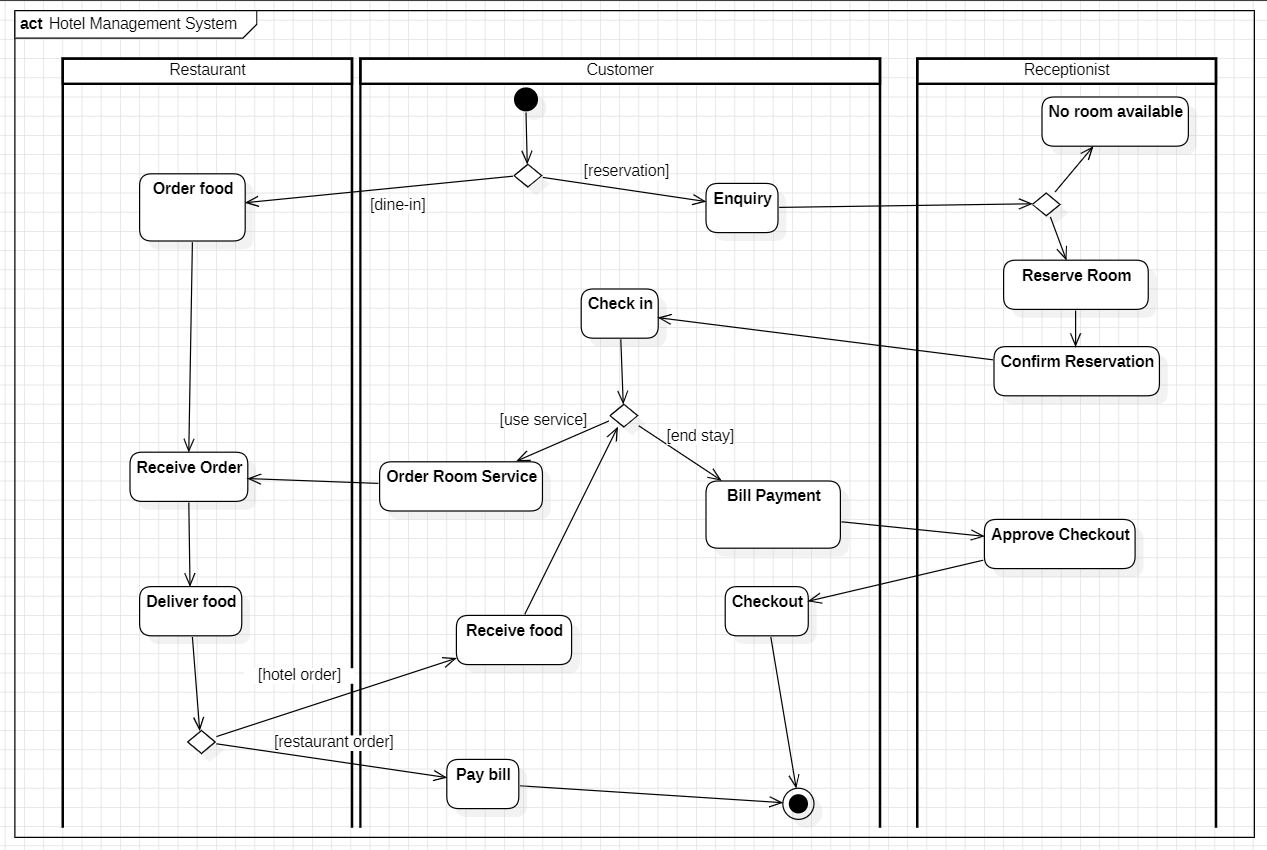 act Hotel Management System
Restaurant
Customer
Receptionist
No room available
[reservation]
Order food
Enquiry
[dine-in]
Reserve Room
Check in
Confirm Reservation
[use service]
[end stay]
Receive Order
Order Room Service
Bill Payment
Approve Checkout
Deliver food
Checkout
Receive food
[hotel order]
[restaurant order]
Pay bill